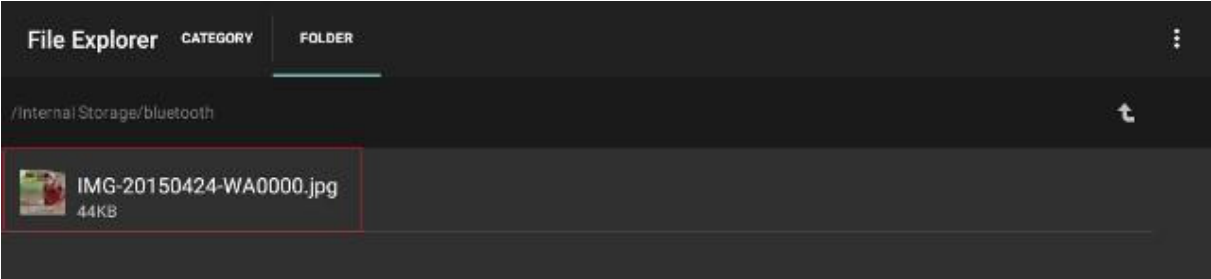 File Explorer CATEGORY FOLDER
/Internal Storage/bluetooth
IMG-20150424-WA0000.jpg
44KB